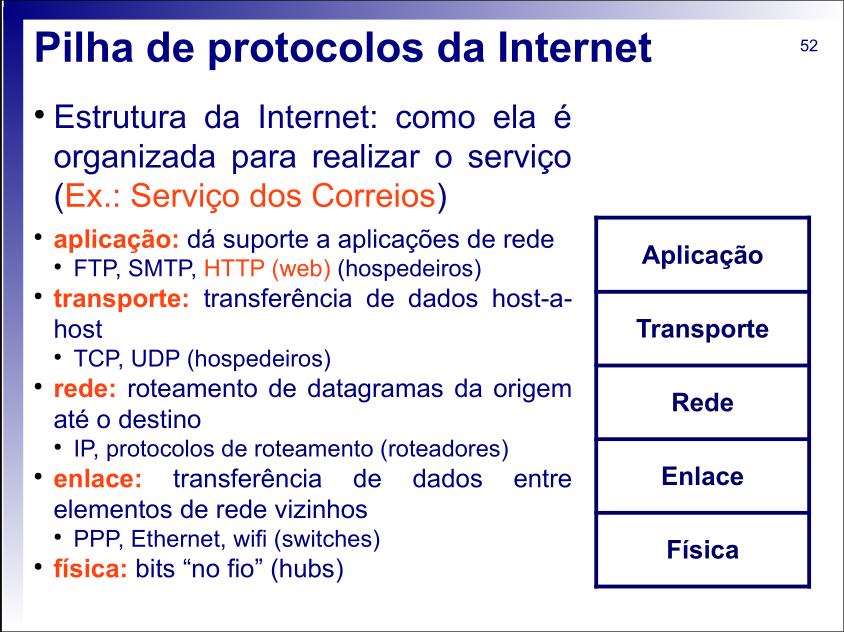 Pilha de protocolos da Internet
52
• Estrutura da Internet: como ela é
organizada para realizar o serviço
(Ex.: Serviço dos Correios)
• aplicação: dá suporte a aplicações de rede
• FTP, SMTP, HTTP (web) (hospedeiros)
• transporte: transferência de dados host-a-
host
• TCP, UDP (hospedeiros)
• rede: roteamento de datagramas da origem
até o destino
• IP, protocolos de roteamento (roteadores)
• enlace: transferência de dados entre
elementos de rede vizinhos
• PPP, Ethernet, wifi (switches)
• física: bits “no fio” (hubs)
Aplicação
Transporte
Rede
Enlace
Física